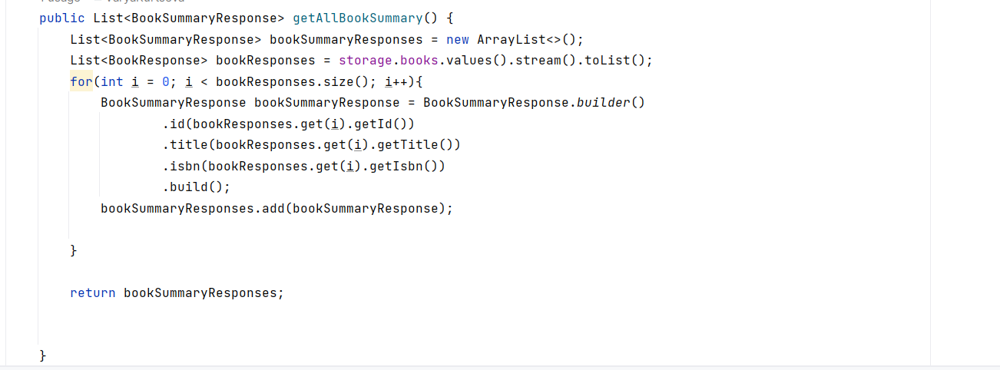 public List<BookSummaryResponse> getAllBookSummary() {
List<BookSummaryResponse> bookSummaryResponses = new ArrayList<>();
List<BookResponse> bookResponses = storage.books.values().stream().toList();
for(int i = 0; i < bookResponses.size(); i++){
BookSummaryResponse bookSummaryResponse = BookSummaryResponse.builder()
.id(bookResponses.get(i).getId())
.title(bookResponses.get(i).getTitle())
.isbn(bookResponses.get(i).getIsbn())
.build();
bookSummaryResponses.add(bookSummaryResponse);
}
return bookSummaryResponses;
}